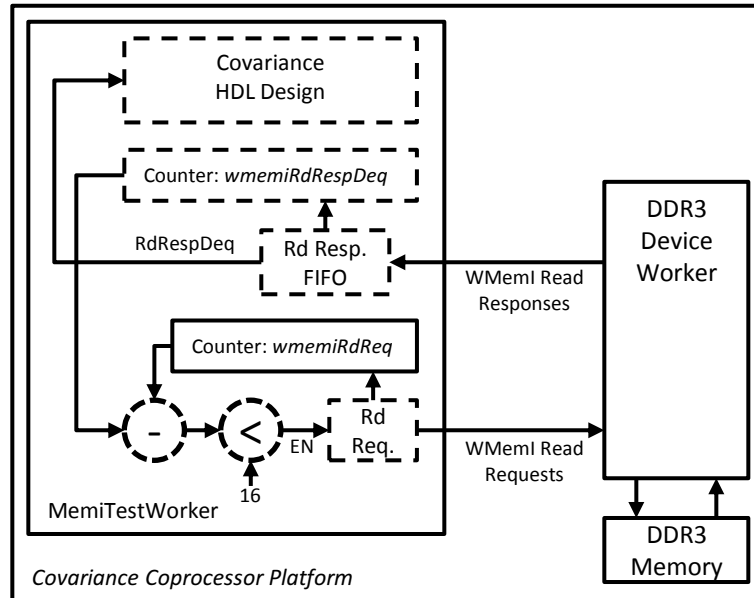 Covariance
HDL Design
Counter: wmemiRdRespDeq
RdRespDeq
Rd Resp.
FIFO
WMemI Read
Responses
DDR3
Device
Worker
Counter: wmemiRdReq
-
<
EN
16
Rd
Req.
WMemI Read
Requests
MemiTestWorker
DDR3
Memory
Covariance Coprocessor Platform